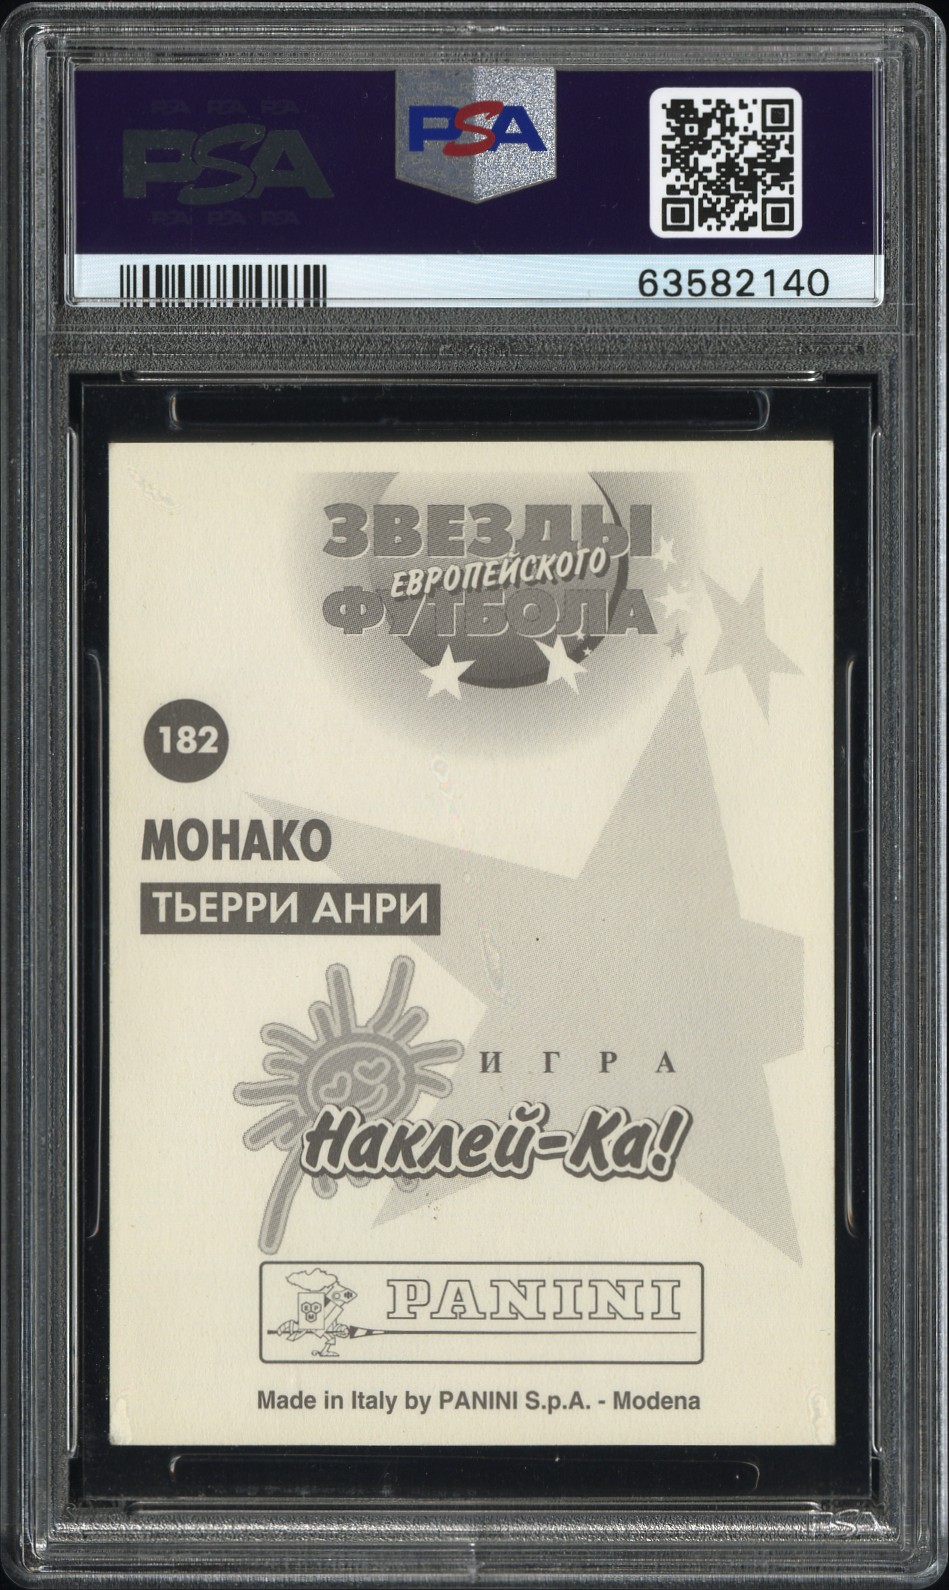 PSA
PSA
63582140
ЗВЕЗДЫ
ЕВРОПЕЙСКОГО
ФУТБОЛА
182
МОНАКО
ТЬЕРРИ АНРИ
ИГРА
Наклей-Ка!
PANINI
Made in Italy by PANINI S.p.A. - Modena